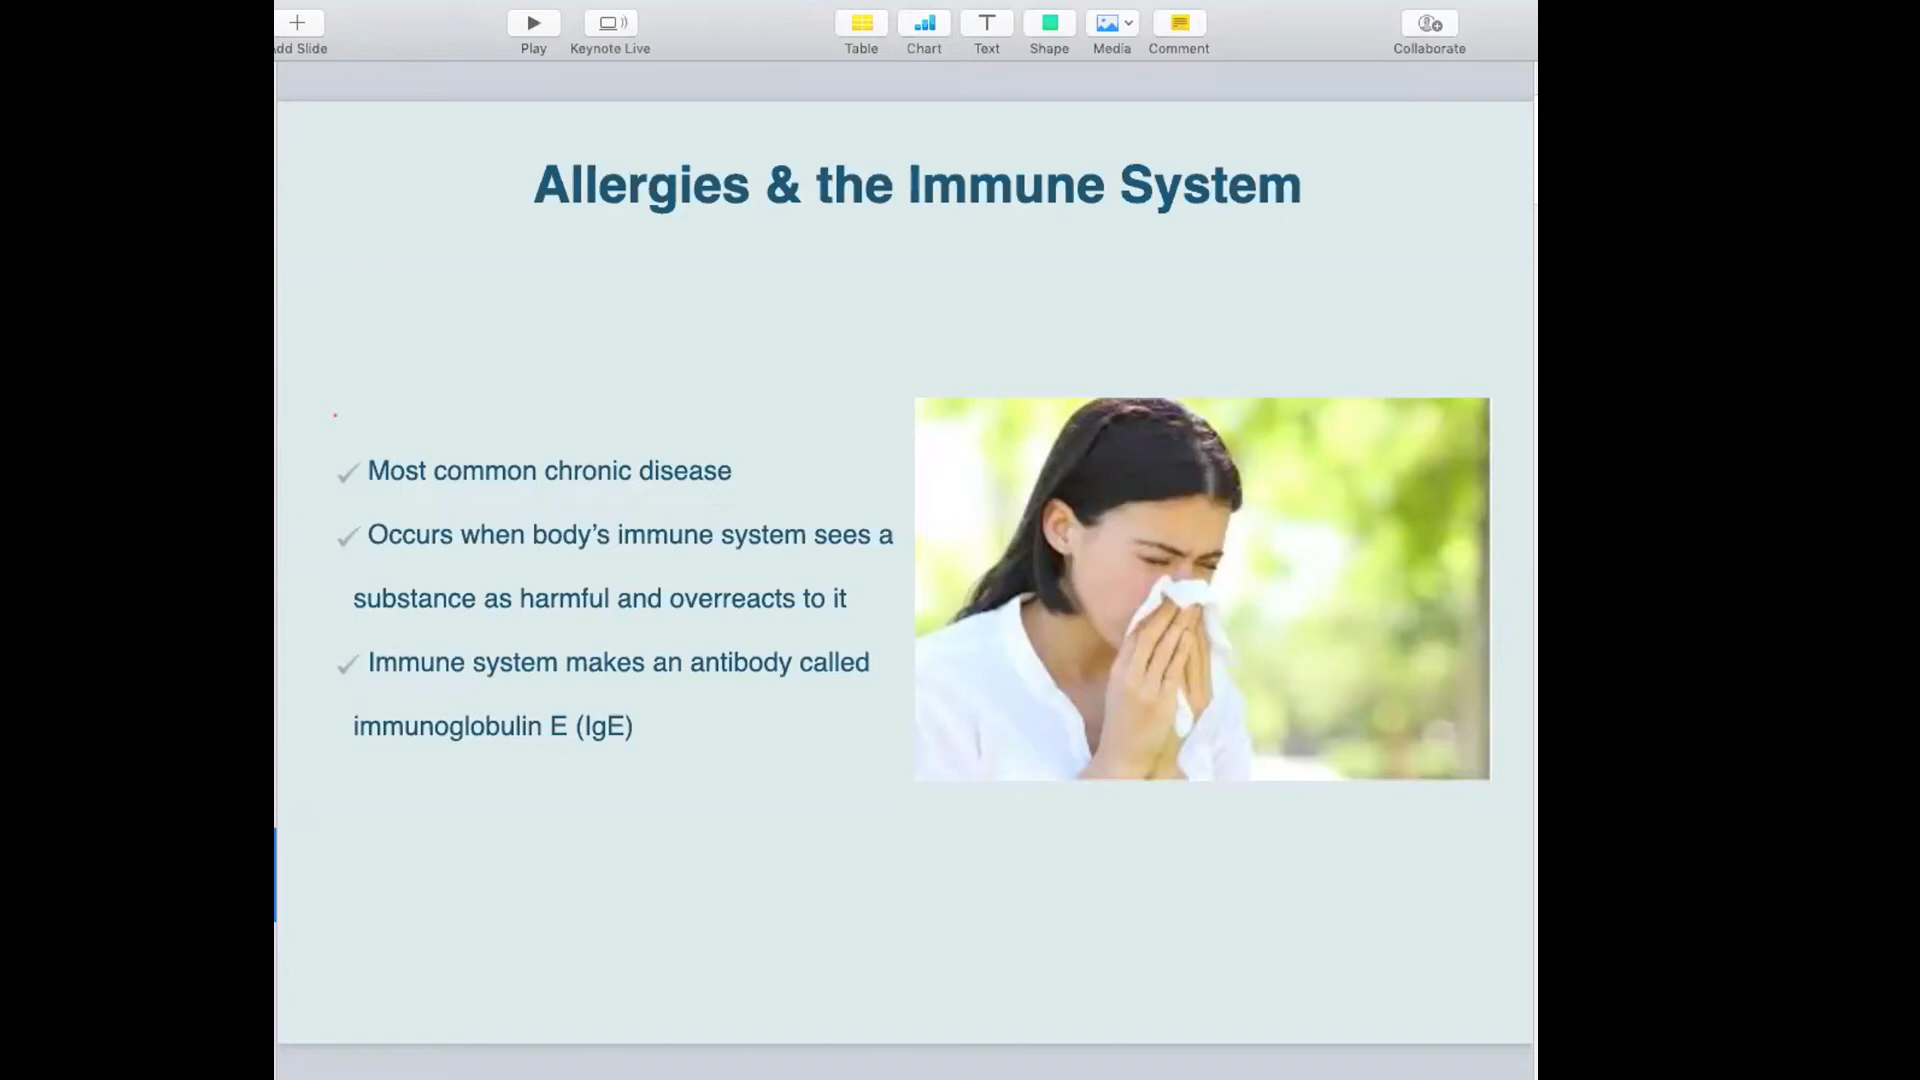 dd Slide
Play
Keynote Live
Table
Chart
Text
Shape
Media
Comment
Collaborate
Allergies & the Immune System
Most common chronic disease
Occurs when body’s immune system sees a
substance as harmful and overreacts to it
Immune system makes an antibody called
immunoglobulin E (IgE)